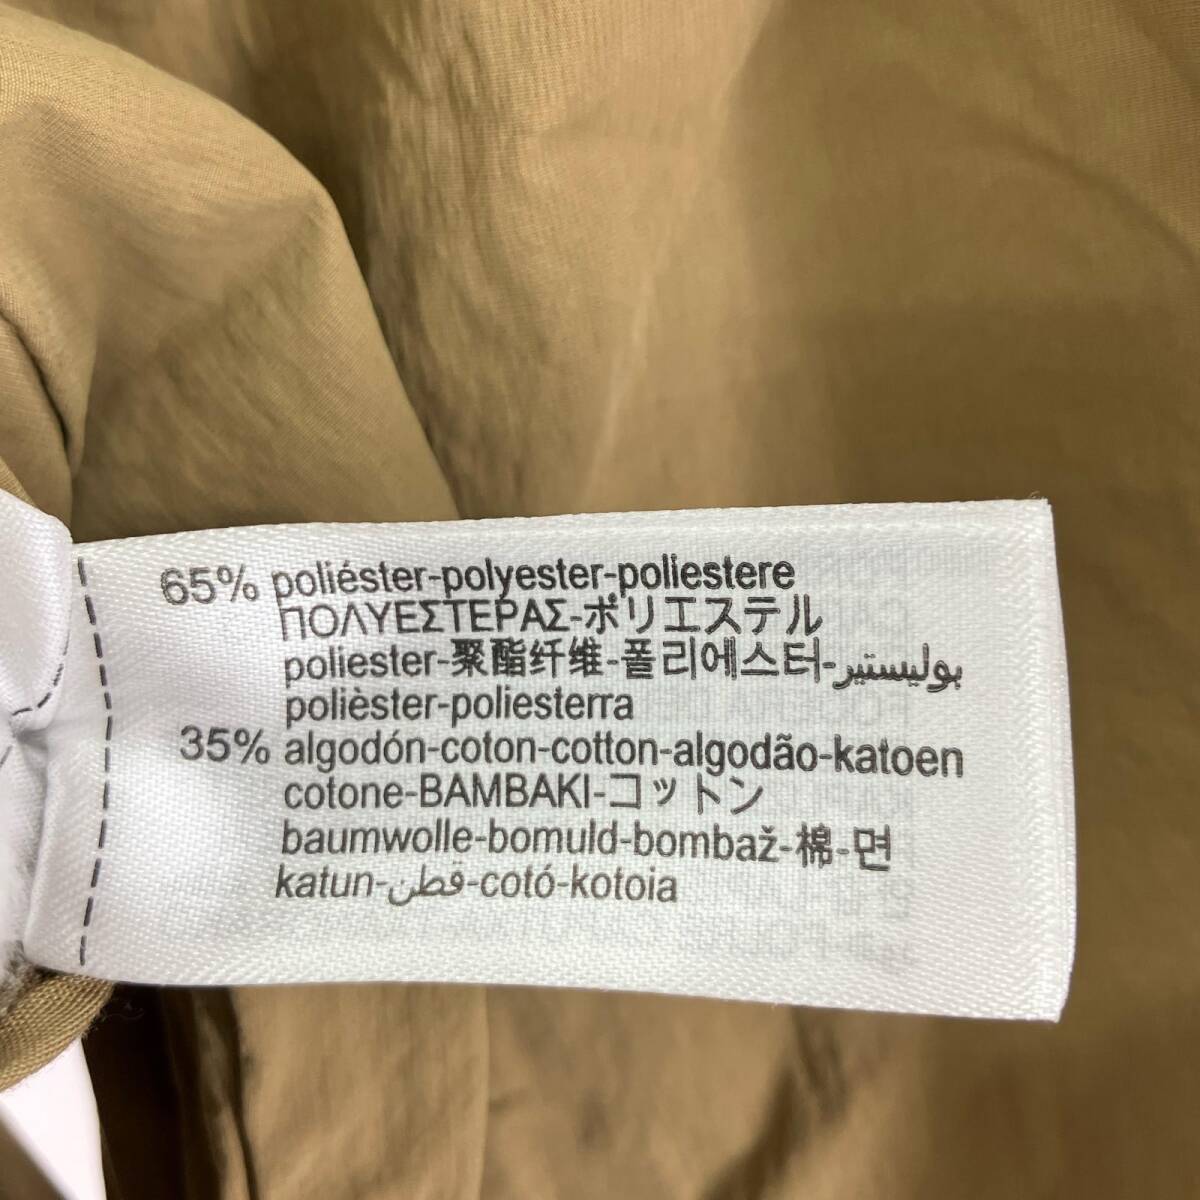 65% poliéster-polyester-poliestere
ΠΟΛΥΕΣΤΕΡΑΣ-ポリエステル
poliester-聚酯纤维-폴리에스터-بوليستير
polièster-poliesterra
35% algodón-coton-cotton-algodão-katoen
cotone-BAMBAKI-コットン
baumwolle-bomuld-bombaž-棉-면
katun-قطن-cotó-kotoia